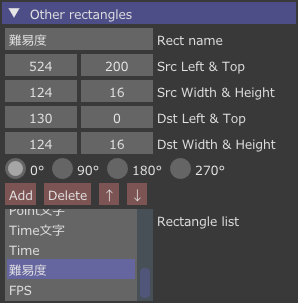 Other rectangles
難易度 Rect name
524 200 Src Left & Top
124 16 Src Width & Height
130 0 Dst Left & Top
124 16 Dst Width & Height
0° 90° 180° 270°
Add Delete ↑ ↓
Point文字
Time文字 Rectangle list
Time
難易度
FPS